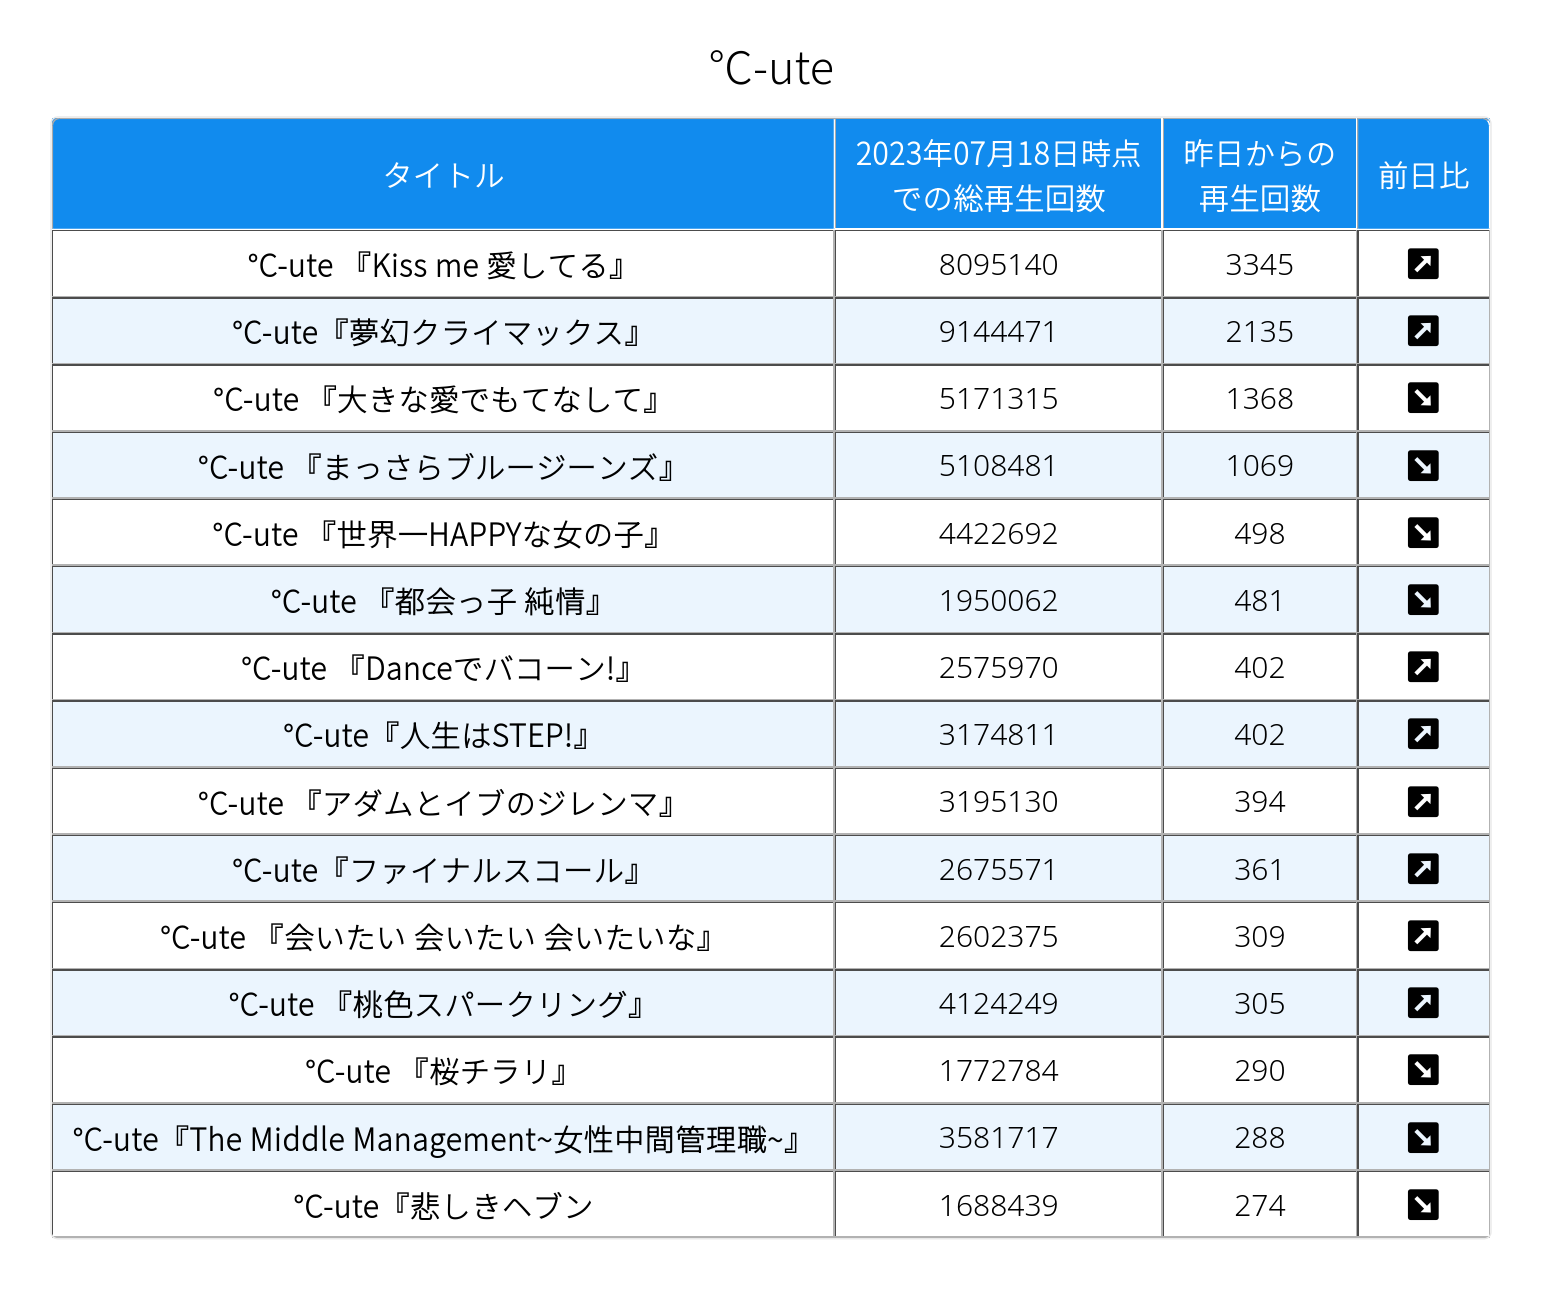 ℃-ute
タイトル 2023年07月18日時点での総再生回数 昨日からの再生回数 前日比
℃-ute 『Kiss me 愛してる』 8095140 3345 ↗
℃-ute『夢幻クライマックス』 9144471 2135 ↗
℃-ute 『大きな愛でもてなして』 5171315 1368 ↘
℃-ute 『まっさらブルージーンズ』 5108481 1069 ↘
℃-ute 『世界一HAPPYな女の子』 4422692 498 ↘
℃-ute 『都会っ子 純情』 1950062 481 ↘
℃-ute 『Danceでバコーン!』 2575970 402 ↗
℃-ute『人生はSTEP!』 3174811 402 ↗
℃-ute 『アダムとイブのジレンマ』 3195130 394 ↗
℃-ute『ファイナルスコール』 2675571 361 ↗
℃-ute 『会いたい 会いたい 会いたいな』 2602375 309 ↗
℃-ute 『桃色スパークリング』 4124249 305 ↗
℃-ute 『桜チラリ』 1772784 290 ↘
℃-ute『The Middle Management~女性中間管理職~』 3581717 288 ↘
℃-ute『悲しきヘブン 1688439 274 ↘